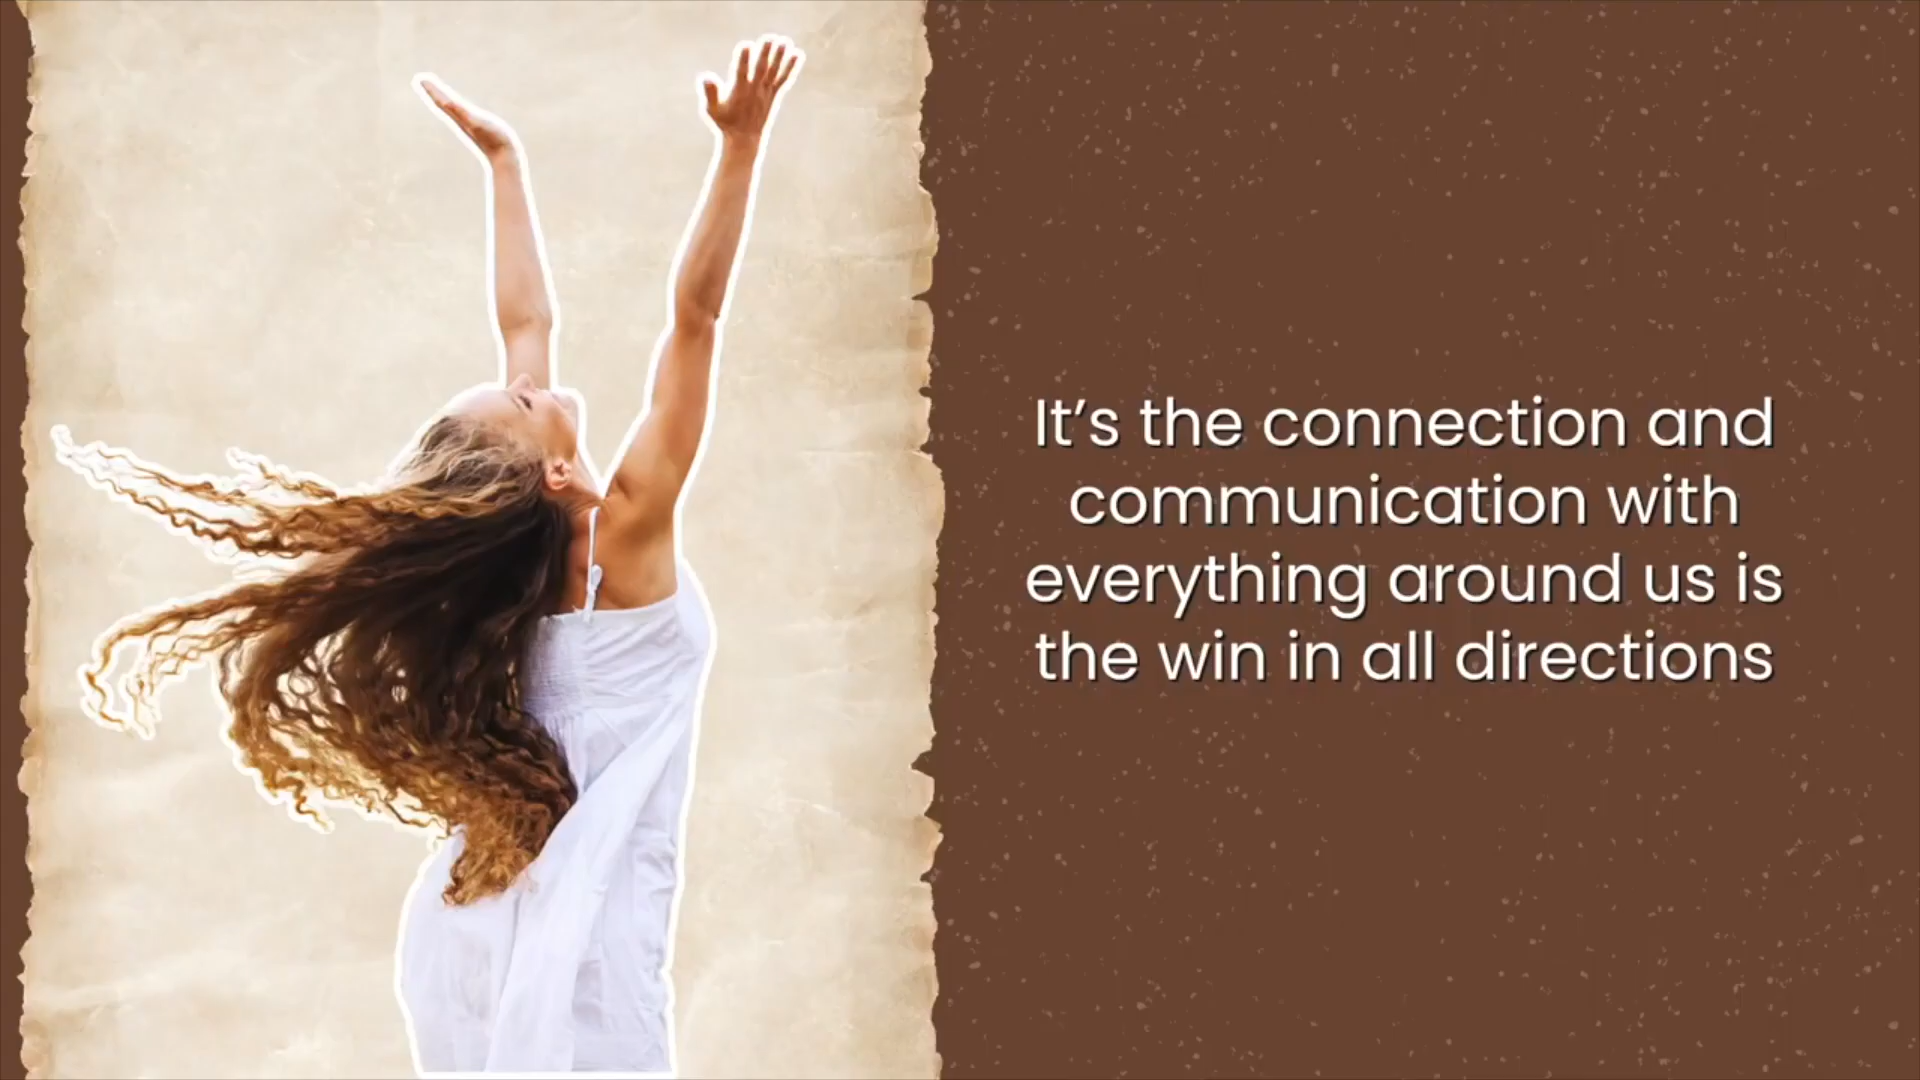 It’s the connection and
communication with
everything around us is
the win in all directions